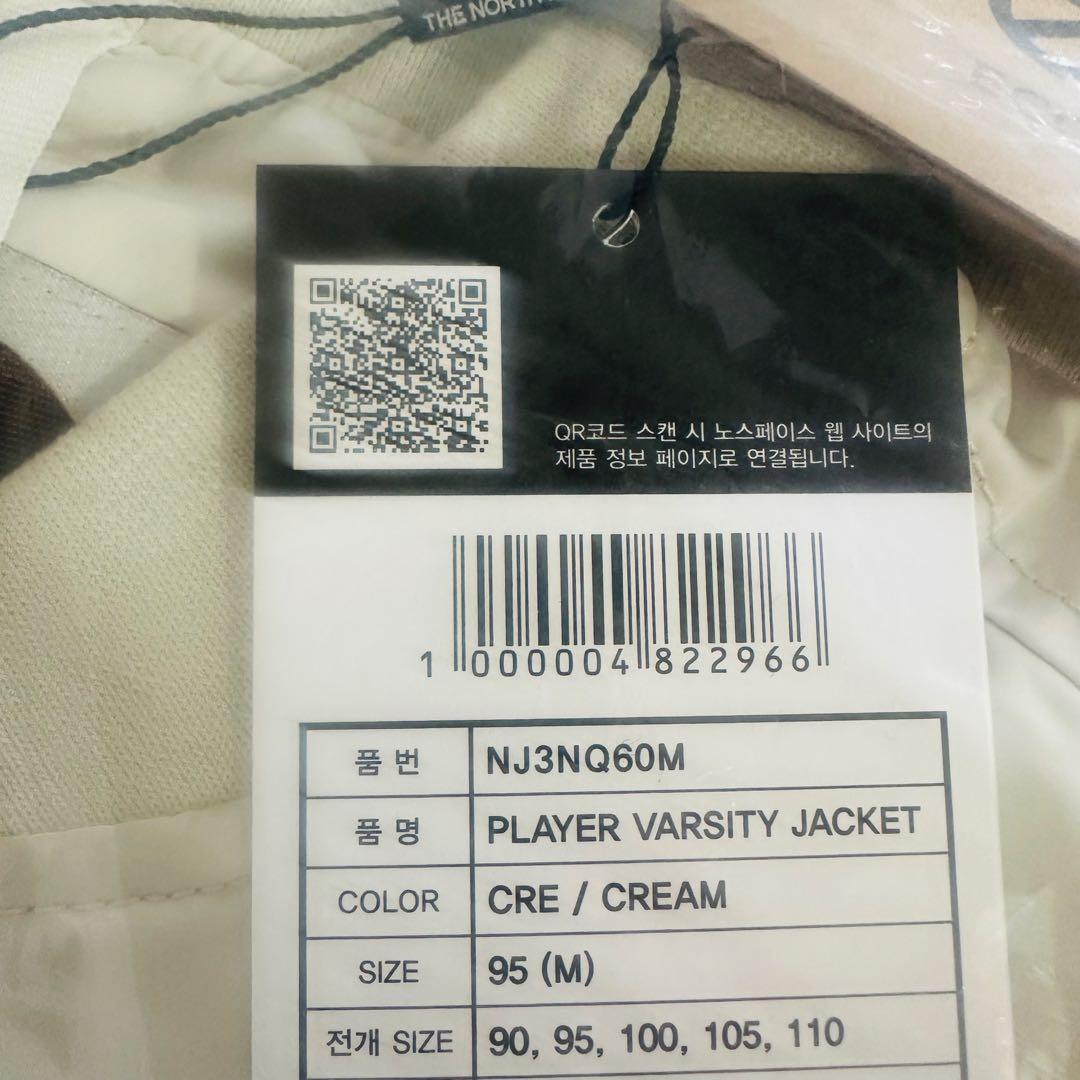 THE NORTH
QR코드 스캔 시 노스페이스 웹 사이트의
제품 정보 페이지로 연결됩니다.
1 000004 822966
품 번 NJ3NQ60M
품 명 PLAYER VARSITY JACKET
COLOR CRE / CREAM
SIZE 95 (M)
전개 SIZE 90, 95, 100, 105, 110